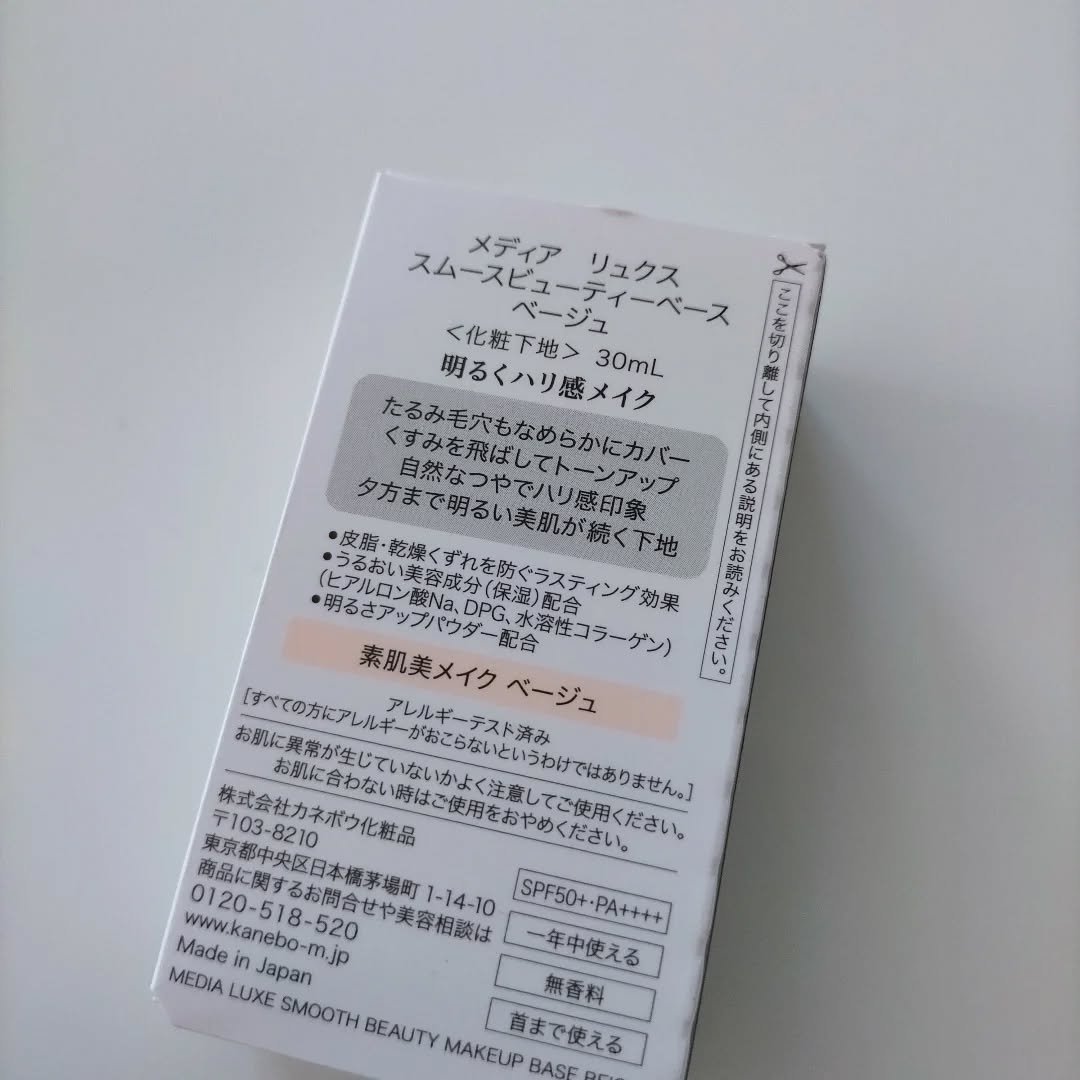 メディア リュクス
スムースビューティーベース
ベージュ
<化粧下地> 30mL
明るくハリ感メイク
たるみ毛穴もなめらかにカバー
くすみを飛ばしてトーンアップ
自然なつやでハリ感印象
夕方まで明るい美肌が続く下地
•皮脂・乾燥くずれを防ぐラスティング効果
•うるおい美容成分(保湿)配合
(ヒアルロン酸Na、DPG、水溶性コラーゲン)
•明るさアップパウダー配合
素肌美メイク ベージュ
アレルギーテスト済み
[すべての方にアレルギーがおこらないというわけではありません。]
お肌に異常が生じていないかよく注意してご使用ください。
お肌に合わない時はご使用をおやめください。
株式会社カネボウ化粧品
〒103-8210
東京都中央区日本橋茅場町 1-14-10
商品に関するお問合せや美容相談は
0120-518-520
www.kanebo-m.jp
Made in Japan
MEDIA LUXE SMOOTH BEAUTY MAKEUP BASE
SPF50+・PA++++
一年中使える
無香料
首まで使える
ここを切り離して内側にある説明をお読みください。